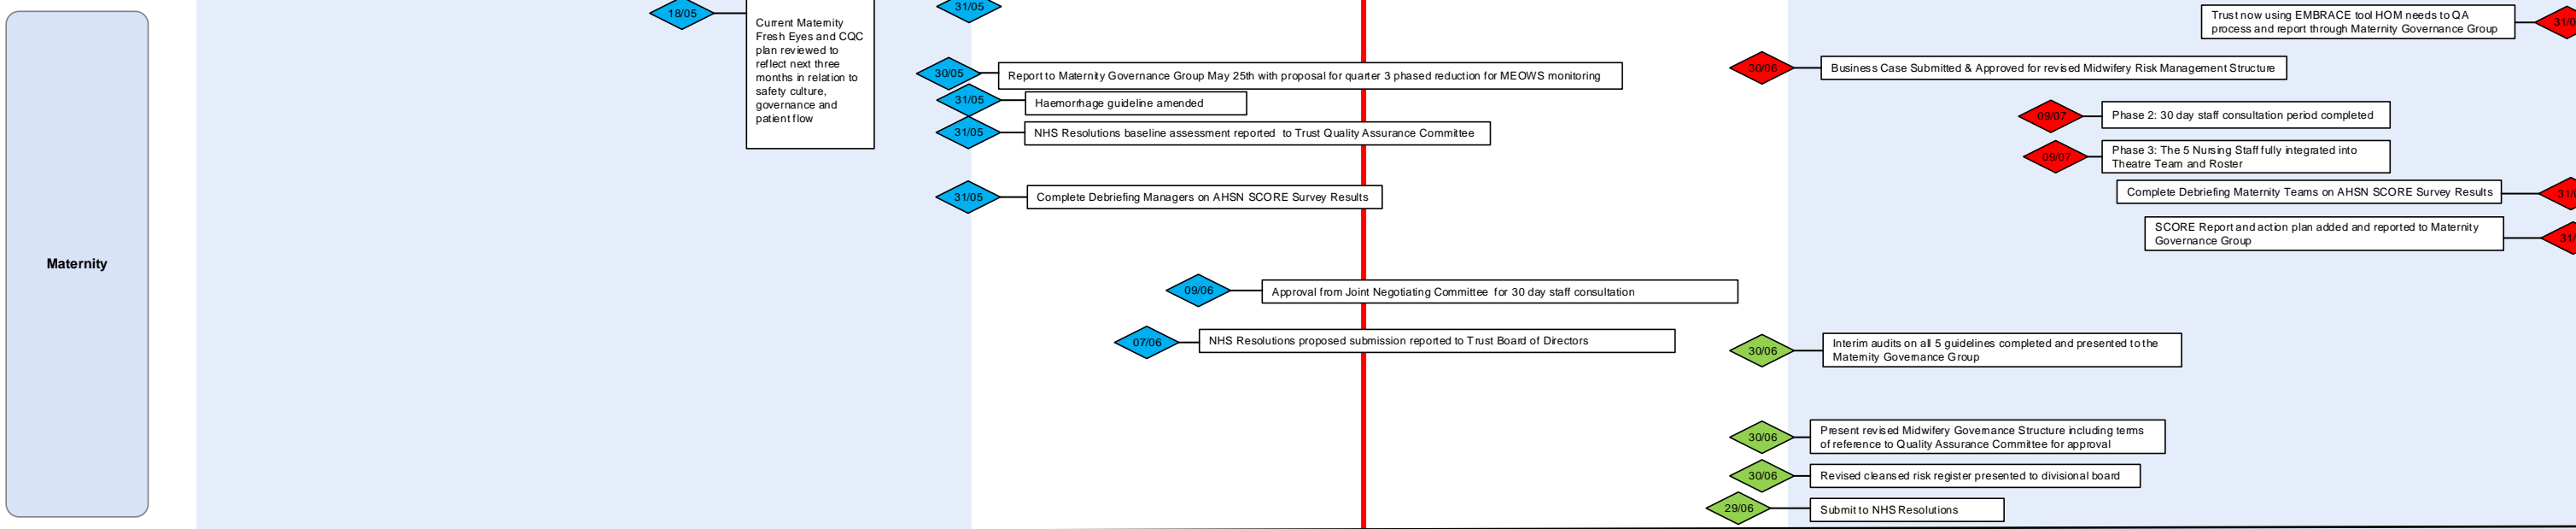 Maternity
18/05
Current Maternity
Fresh Eyes and CQC
plan reviewed to
reflect next three
months in relation to
safety culture,
governance and
patient flow
31/05
30/05
Report to Maternity Governance Group May 25th with proposal for quarter 3 phased reduction for MEOWS monitoring
31/05
Haemorrhage guideline amended
31/05
NHS Resolutions baseline assessment reported to Trust Quality Assurance Committee
31/05
Complete Debriefing Managers on AHSN SCORE Survey Results
09/06
Approval from Joint Negotiating Committee for 30 day staff consultation
07/06
NHS Resolutions proposed submission reported to Trust Board of Directors
Trust now using EMBRACE tool HOM needs to QA
process and report through Maternity Governance Group
31/0
30/06
Business Case Submitted & Approved for revised Midwifery Risk Management Structure
09/07
Phase 2: 30 day staff consultation period completed
09/07
Phase 3: The 5 Nursing Staff fully integrated into
Theatre Team and Roster
Complete Debriefing Maternity Teams on AHSN SCORE Survey Results
31/
SCORE Report and action plan added and reported to Maternity
Governance Group
31/
30/06
Interim audits on all 5 guidelines completed and presented to the
Maternity Governance Group
30/06
Present revised Midwifery Governance Structure including terms
of reference to Quality Assurance Committee for approval
30/06
Revised cleansed risk register presented to divisional board
29/06
Submit to NHS Resolutions